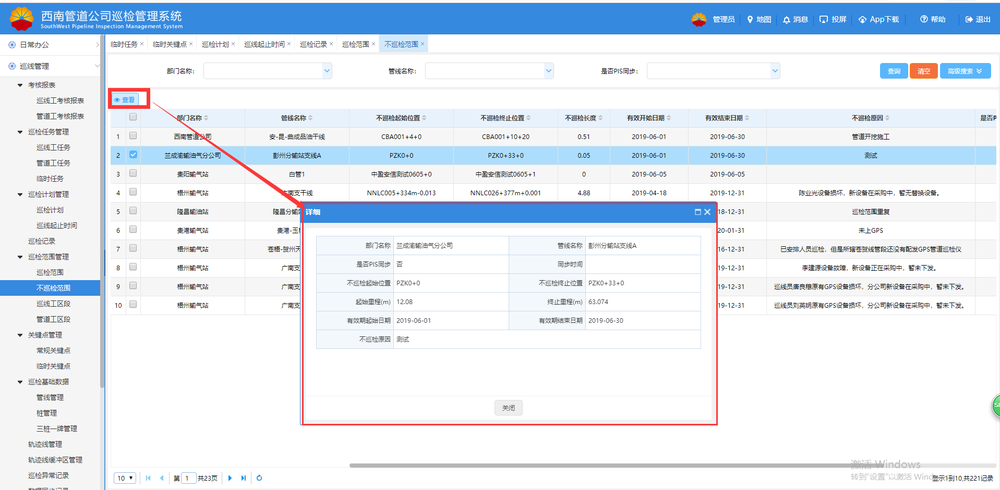 西南管道公司巡检管理系统
SouthWest Pipeline Inspection Management System
管理员 地图 消息 投屏 App下载 帮助 退出
日常办公
巡线管理
考核报表
巡线工考核报表
管道工考核报表
巡检任务管理
巡线工任务
管道工任务
临时任务
巡检计划管理
巡检计划
巡线起止时间
巡检记录
巡检范围管理
巡检范围
不巡检范围
巡线工区段
管道工区段
关键点管理
常规关键点
临时关键点
巡检基础数据
管线管理
桩管理
三桩一牌管理
轨迹线管理
轨迹线缓冲区管理
巡检异常记录
数据同步记录
临时任务 × 临时关键点 × 巡检计划 × 巡线起止时间 × 巡检记录 × 巡检范围 × 不巡检范围 ×
部门名称: 管线名称: 是否PIS同步: 查询 清空 高级搜索
查看
部门名称 管线名称 不巡检起始位置 不巡检终止位置 不巡检长度 有效开始日期 有效结束日期 不巡检原因 是否P
1 西南管道公司 安-昆-曲成品油干线 CBA001+4+0 CBA001+10+20 0.51 2019-06-01 2019-06-30 管道开挖施工
2 兰成渝输油气分公司 彭州分输站支线A PZK0+0 PZK0+33+0 0.05 2019-06-01 2019-06-30 测试
3 贵阳输气站 白管1 中盈安信测试0605+0 中盈安信测试0605+1 0 2019-06-05 2019-06-05
4 梧州输气站 南支干线 NNLC005+334m-0.013 NNLC026+377m+0.001 4.88 2019-04-18 2019-12-31 陈业光设备损坏，新设备在采购中，暂无替换设备。
5 隆昌输油站 隆昌分输 18-12-31 巡检范围重复
6 贵港输气站 贵港-玉 20-01-31 未上GPS
7 梧州输气站 苍梧-贺州天 16-12-31 已安排人员巡检，但是所辖苍贺线管段还没有配发GPS管道巡检仪
8 梧州输气站 广南支 19-12-31 李建源设备故障，新设备正在采购中，暂未下发。
9 梧州输气站 广南支 19-12-31 巡线员唐良穆原有GPS设备损坏，分公司新设备在采购中，暂未下发。
10 梧州输气站 广南支 19-12-31 巡线员刘英明原有GPS设备损坏，分公司新设备在采购中，暂未下发。
详细
部门名称 兰成渝输油气分公司 管线名称 彭州分输站支线A
是否PIS同步 否 同步时间
不巡检起始位置 PZK0+0 不巡检终止位置 PZK0+33+0
起始里程(m) 12.08 终止里程(m) 63.074
有效期起始日期 2019-06-01 有效期结束日期 2019-06-30
不巡检原因 测试
关闭
58
10 第 1 共23页
激活 Windows
转到“设置”以激活 Wind
显示1到10,共221记录